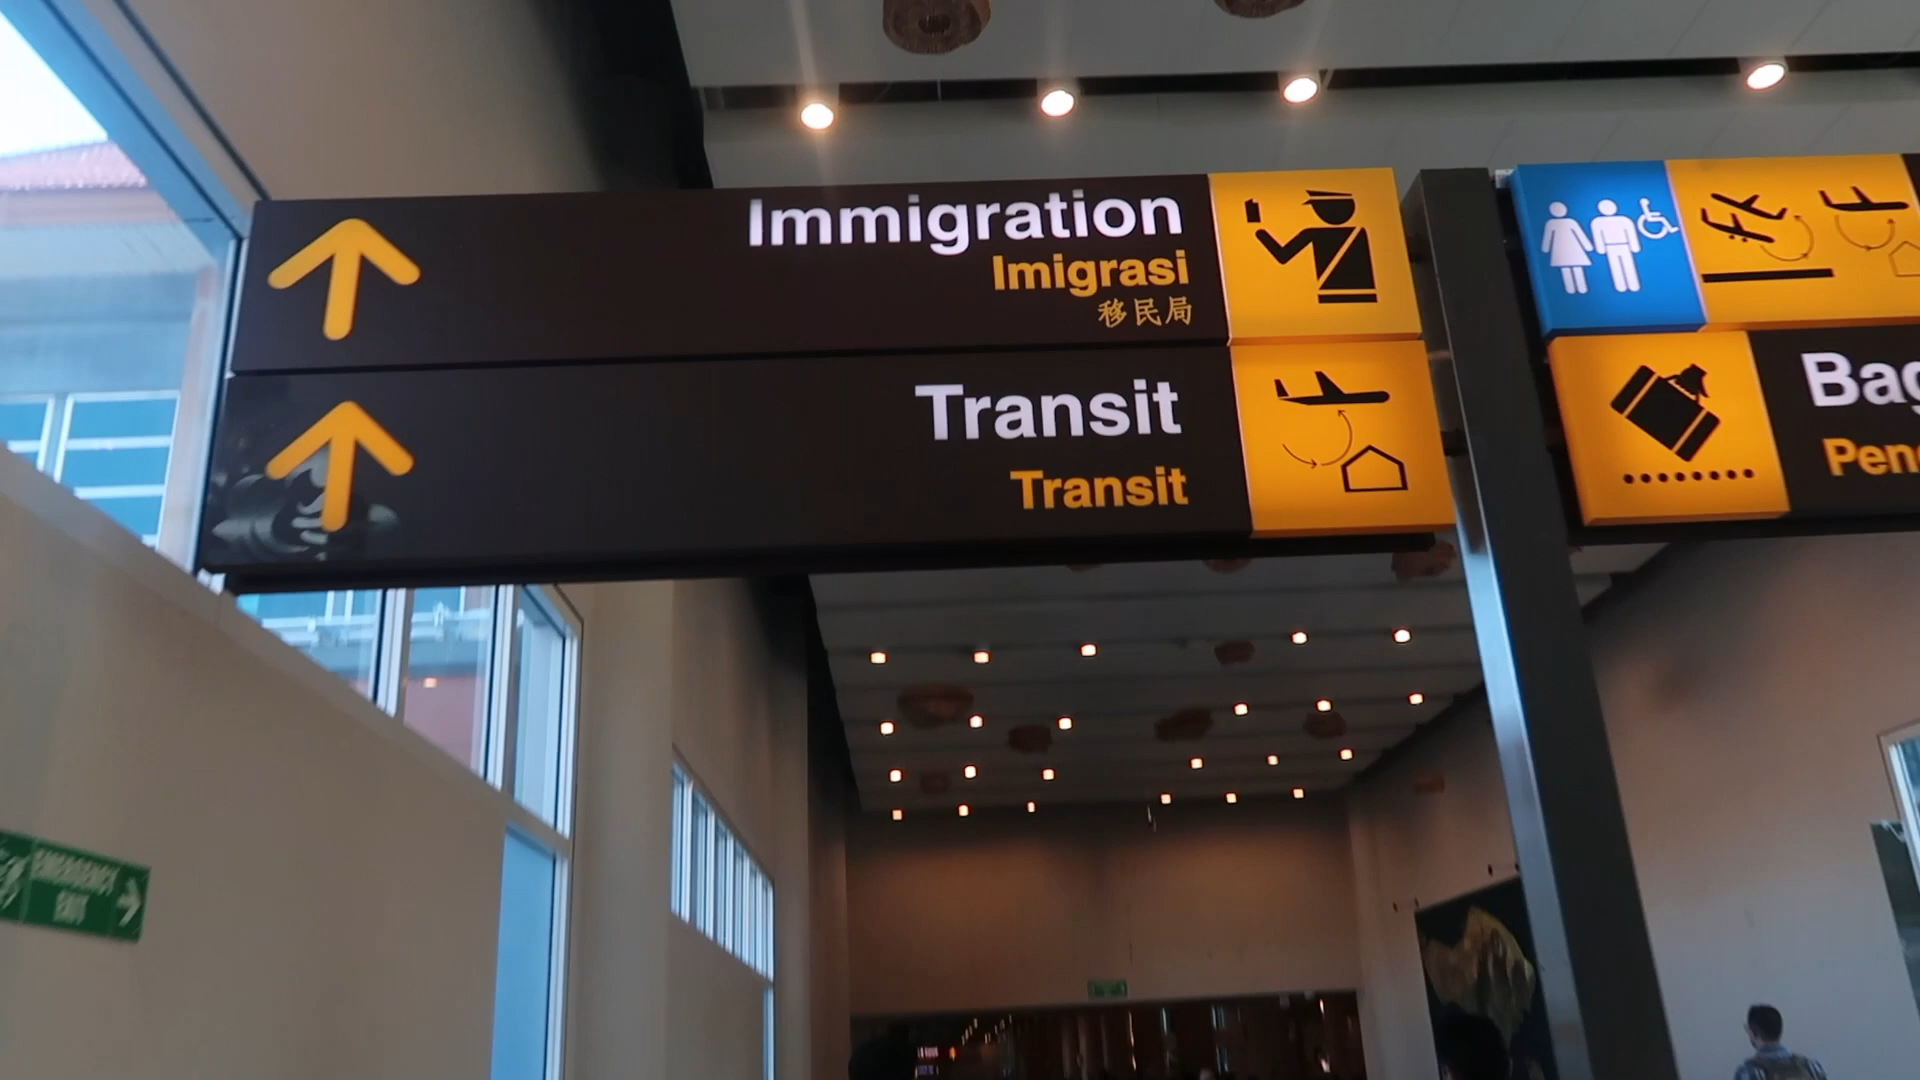 Immigration
Imigrasi
移民局
Transit
Transit
Bag
Pen
EMERGENCY
EXIT